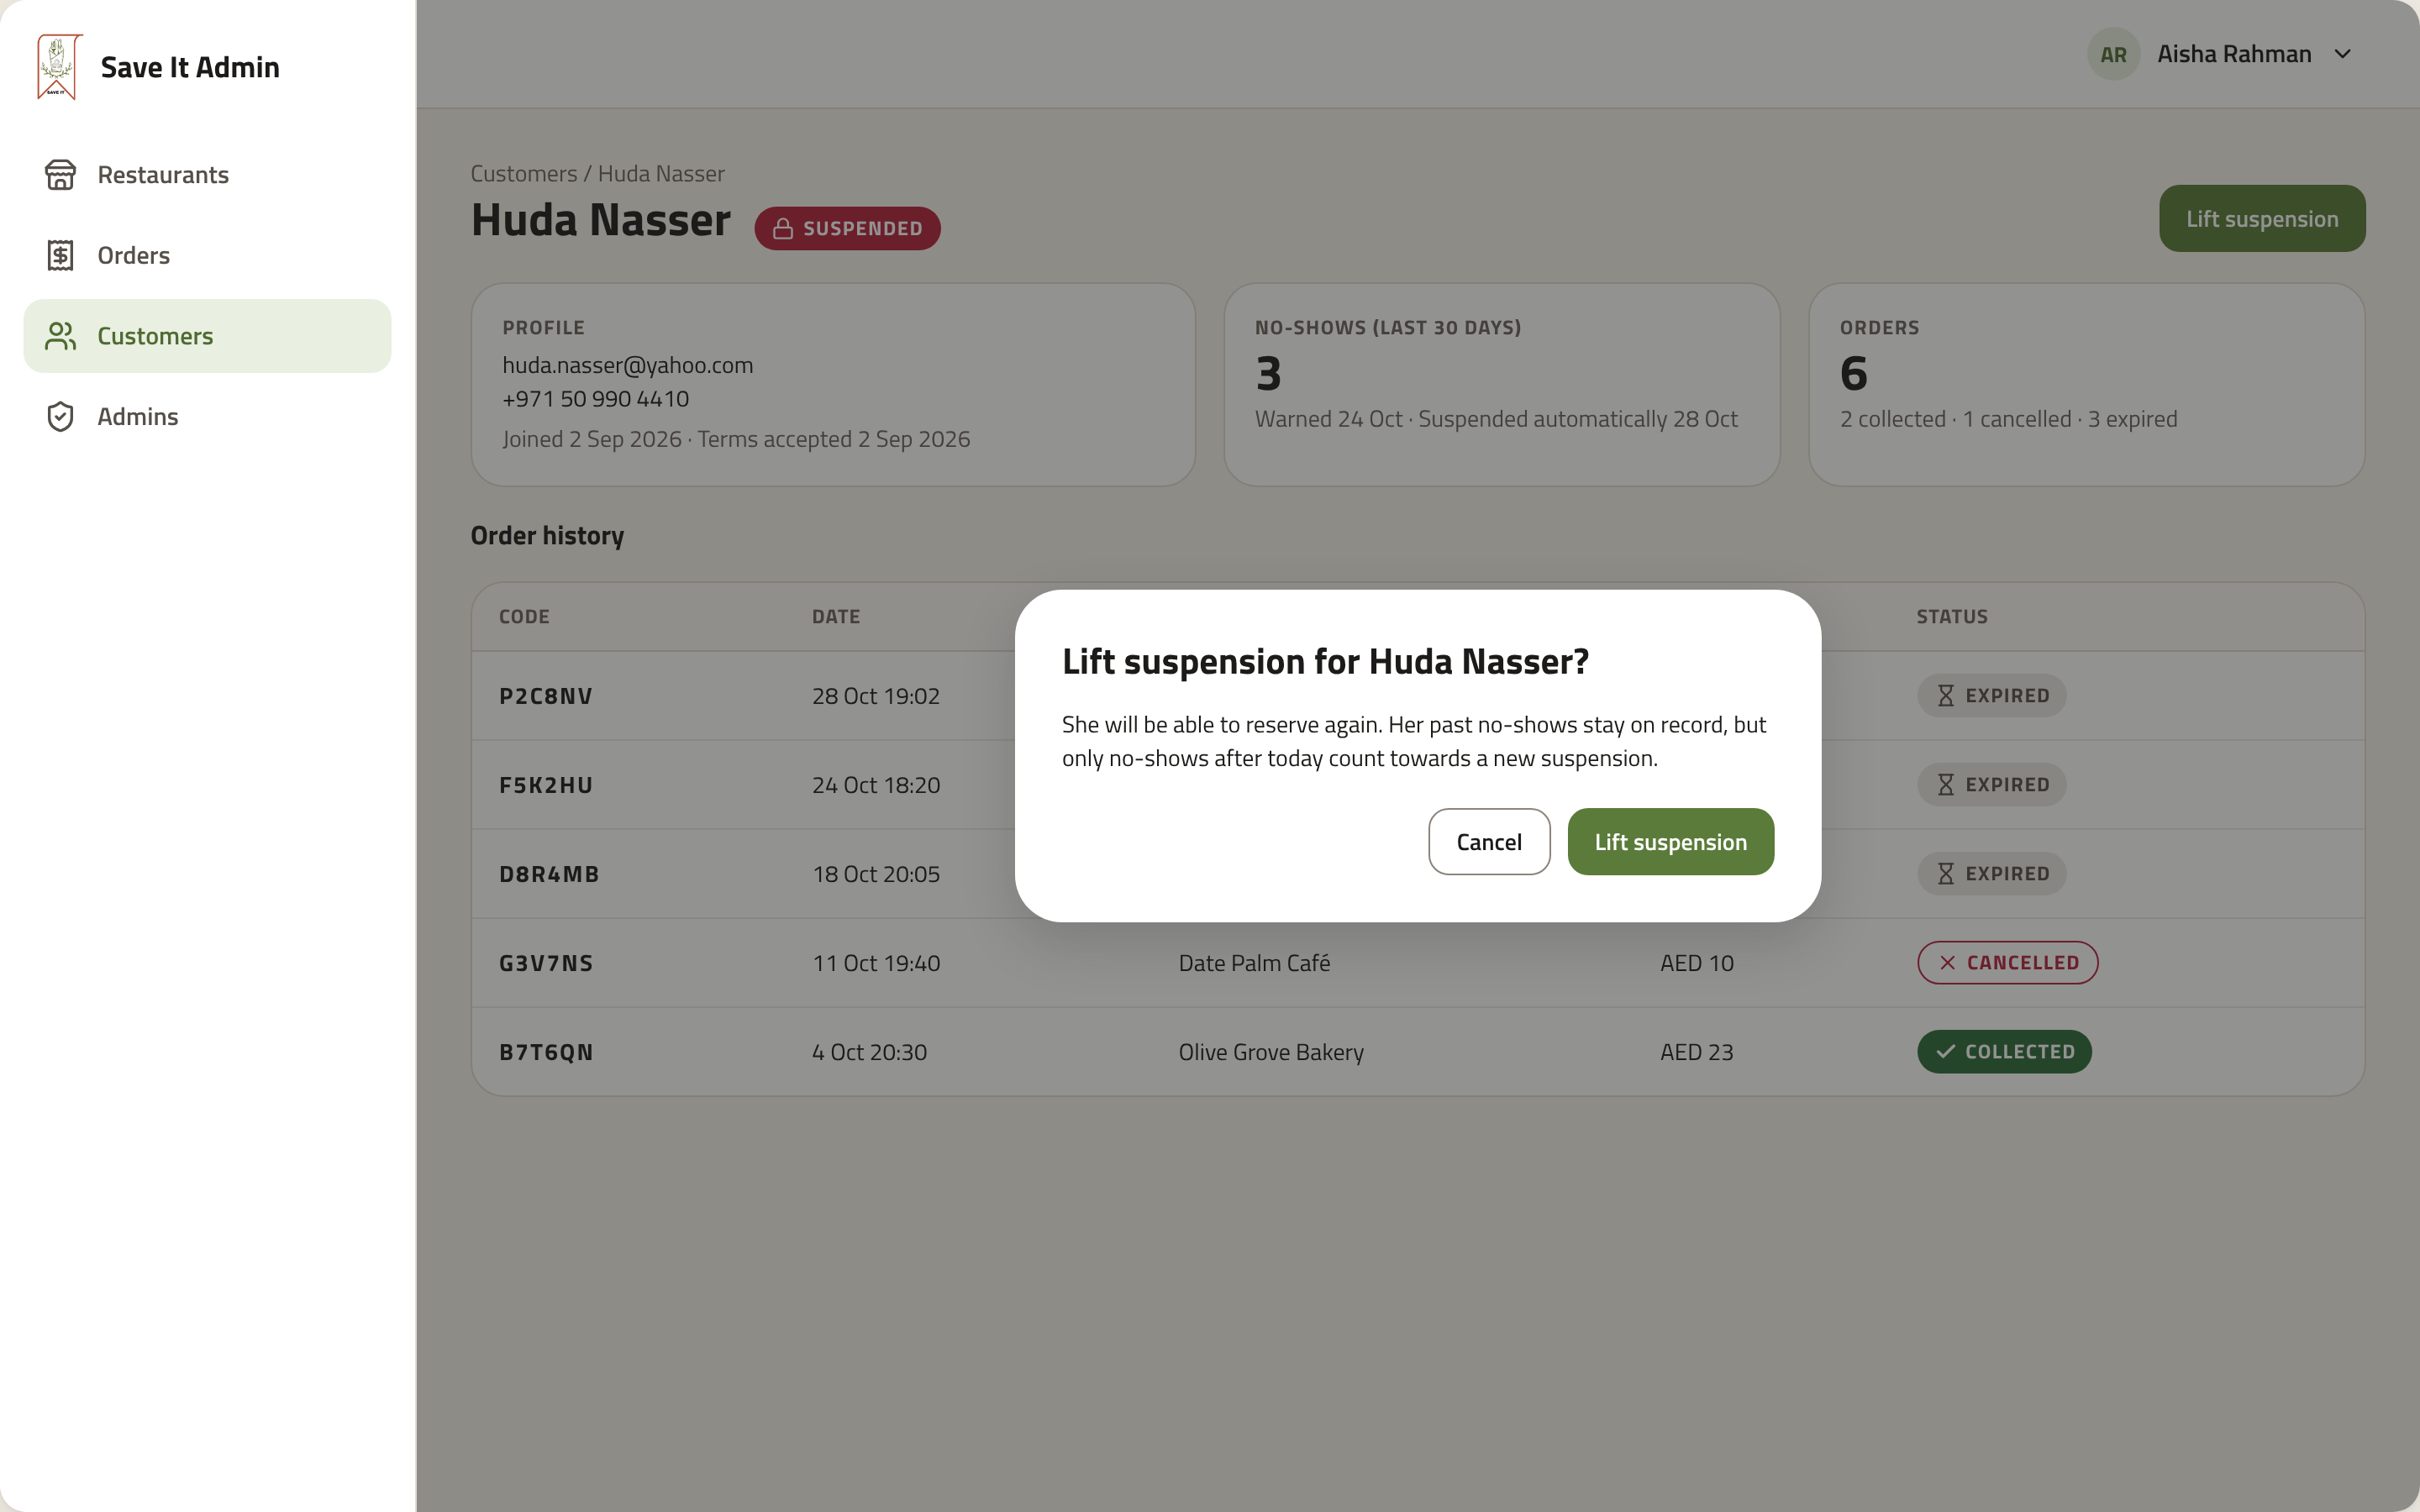 SAVE IT
Save It Admin
Restaurants
Orders
Customers
Admins
AR Aisha Rahman
Customers / Huda Nasser
Huda Nasser SUSPENDED
Lift suspension
PROFILE
huda.nasser@yahoo.com
+971 50 990 4410
Joined 2 Sep 2026 · Terms accepted 2 Sep 2026
NO-SHOWS (LAST 30 DAYS)
3
Warned 24 Oct · Suspended automatically 28 Oct
ORDERS
6
2 collected · 1 cancelled · 3 expired
Order history
CODE DATE STATUS
P2C8NV 28 Oct 19:02 EXPIRED
F5K2HU 24 Oct 18:20 EXPIRED
D8R4MB 18 Oct 20:05 EXPIRED
G3V7NS 11 Oct 19:40 Date Palm Café AED 10 CANCELLED
B7T6QN 4 Oct 20:30 Olive Grove Bakery AED 23 COLLECTED
Lift suspension for Huda Nasser?
She will be able to reserve again. Her past no-shows stay on record, but
only no-shows after today count towards a new suspension.
Cancel Lift suspension